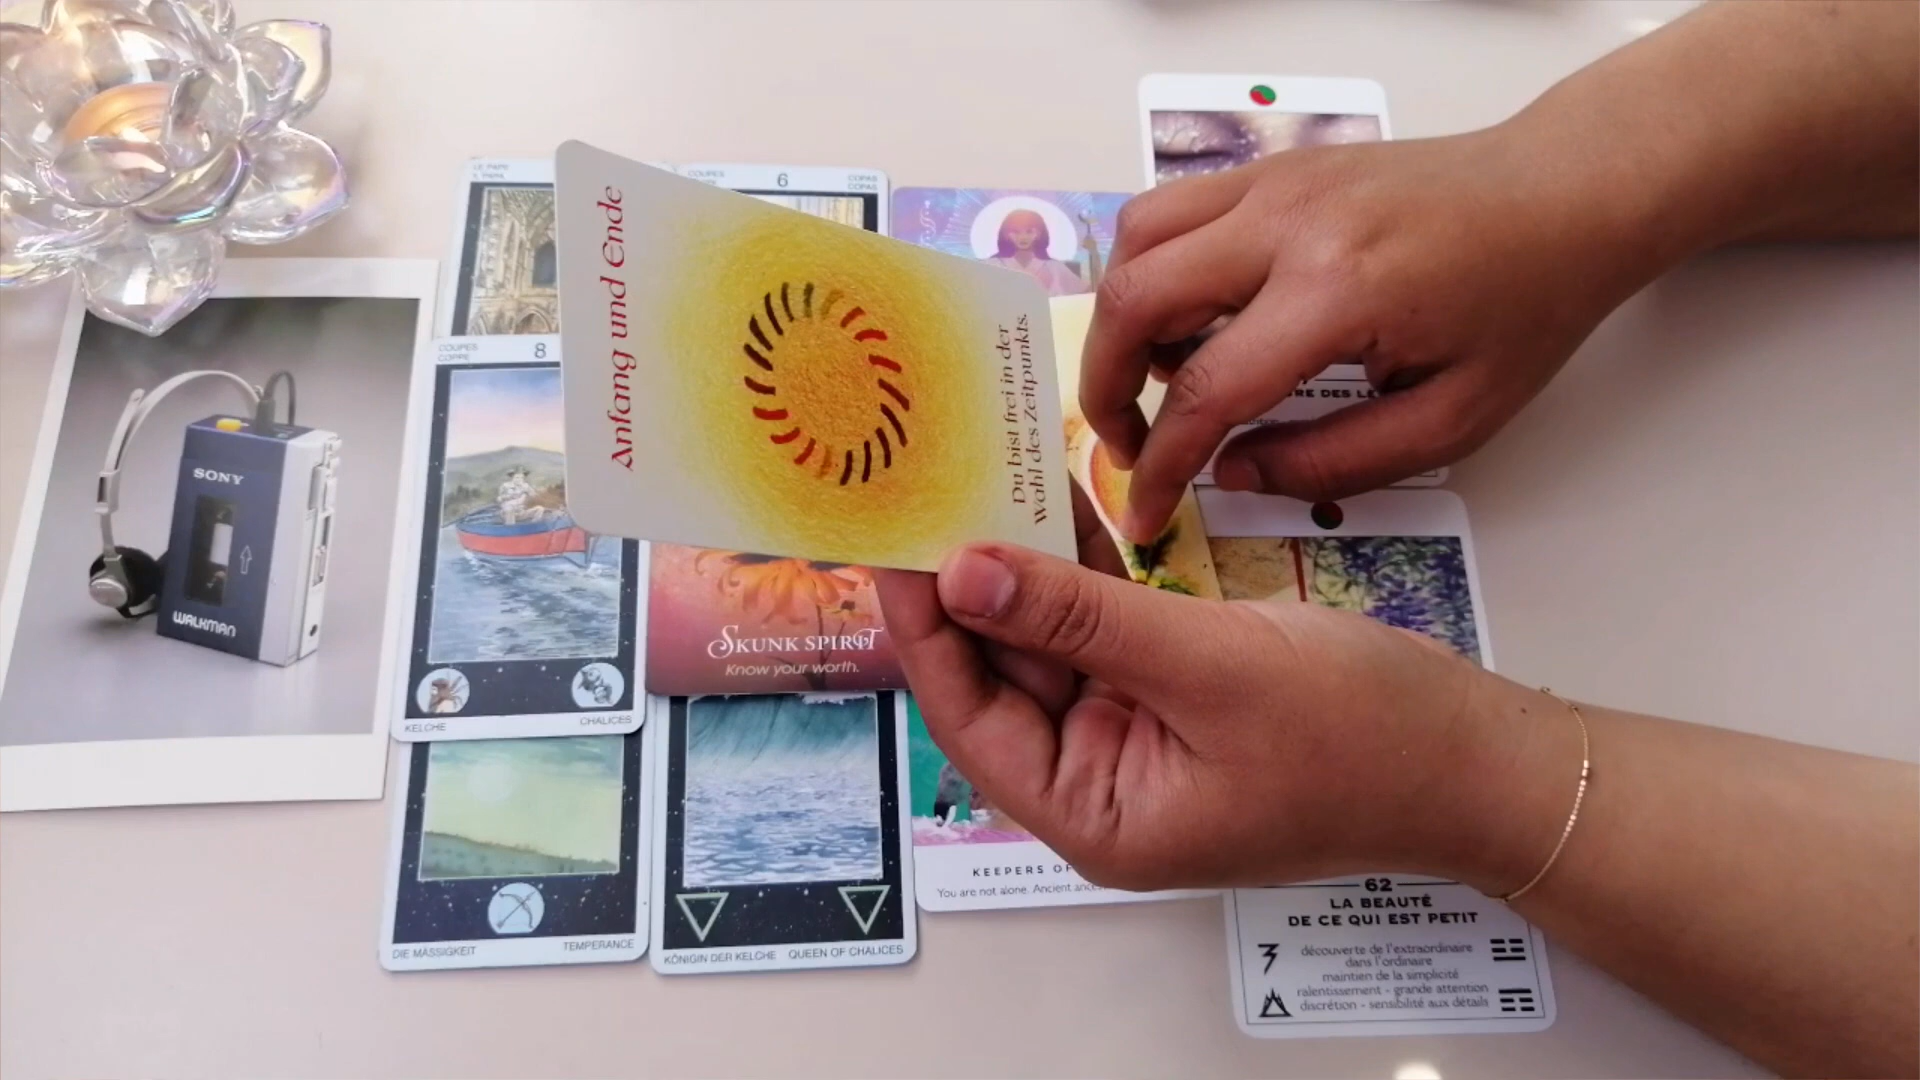 LE PAPE
COUPES
6
COPAS
COPAS
COUPES
COPPE
8
SONY
WALKMAN
Anfang und Ende
Du bist frei in der
Wahl des Zeitpunkts.
SKUNK SPIRIT
Know your worth.
KELCHE
CHALICES
DIE MÄSSIGKEIT
TEMPERANCE
KÖNIGIN DER KELCHE
QUEEN OF CHALICES
KEEPERS OF
You are not alone. Ancient
62
LA BEAUTÉ
DE CE QUI EST PETIT
découverte de l'extraordinaire
dans l'ordinaire
maintien de la simplicité
ralentissement - grande attention
discrétion - sensibilité aux détails